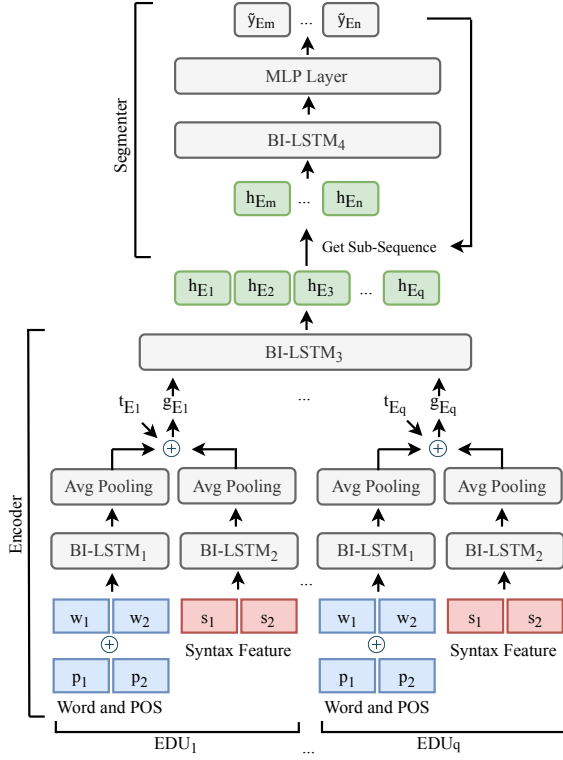 ỹEm ... ỹEn
MLP Layer
BI-LSTM4
hEm ... hEn
Segmenter
Get Sub-Sequence
hE1 hE2 hE3 ... hEq
BI-LSTM3
tE1 gE1 ... tEq gEq
+ +
Avg Pooling Avg Pooling Avg Pooling Avg Pooling
Encoder
BI-LSTM1 BI-LSTM2 ... BI-LSTM1 BI-LSTM2
w1 w2 s1 s2 w1 w2 s1 s2
+ Syntax Feature + Syntax Feature
p1 p2 p1 p2
Word and POS Word and POS
EDU1 ... EDUq